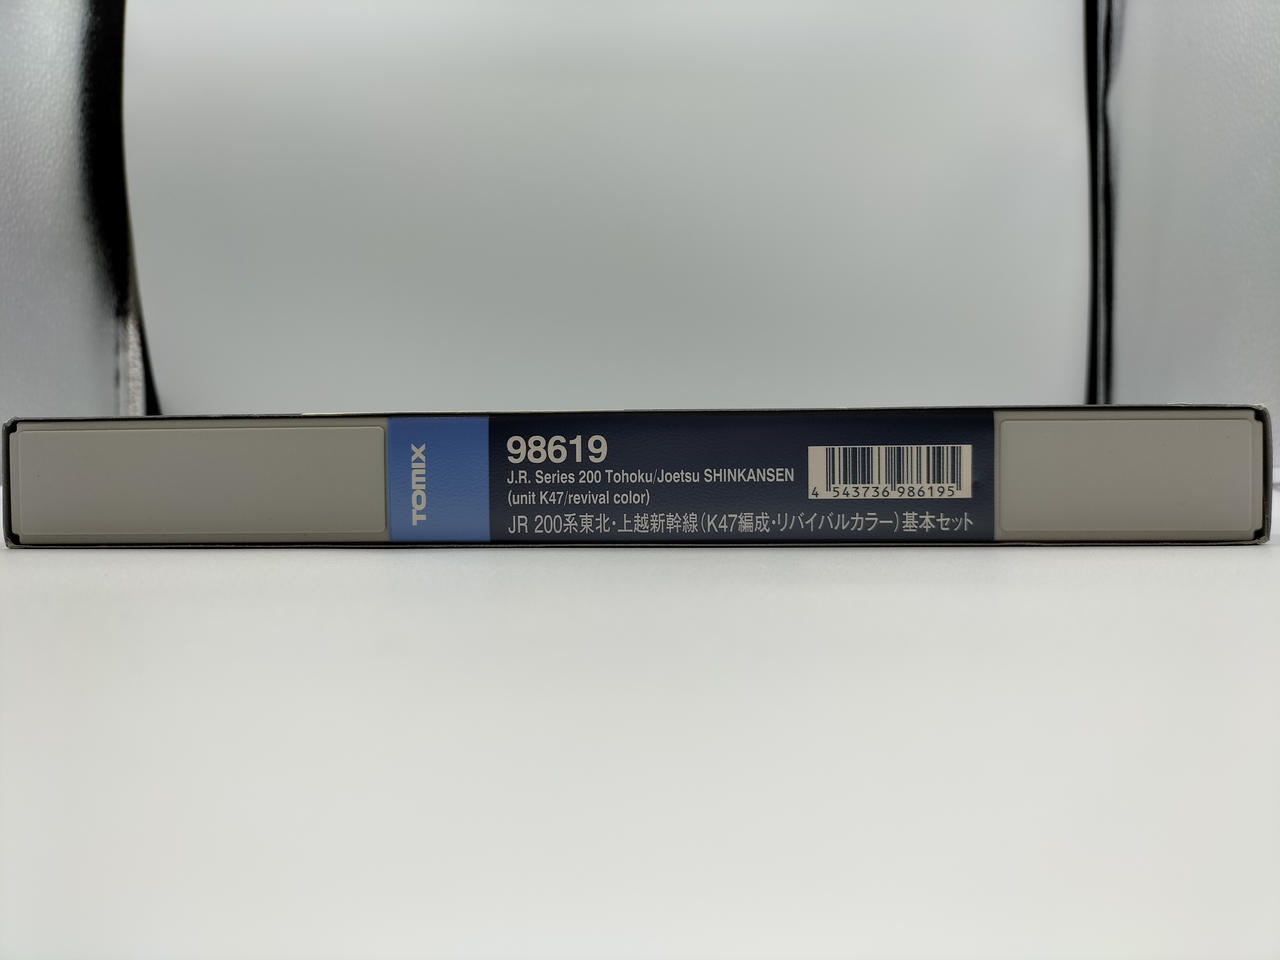 TOMIX
98619
J.R. Series 200 Tohoku/Joetsu SHINKANSEN
(unit K47/revival color)
JR 200系東北・上越新幹線(K47編成・リバイバルカラー)基本セット
4 543736 986195